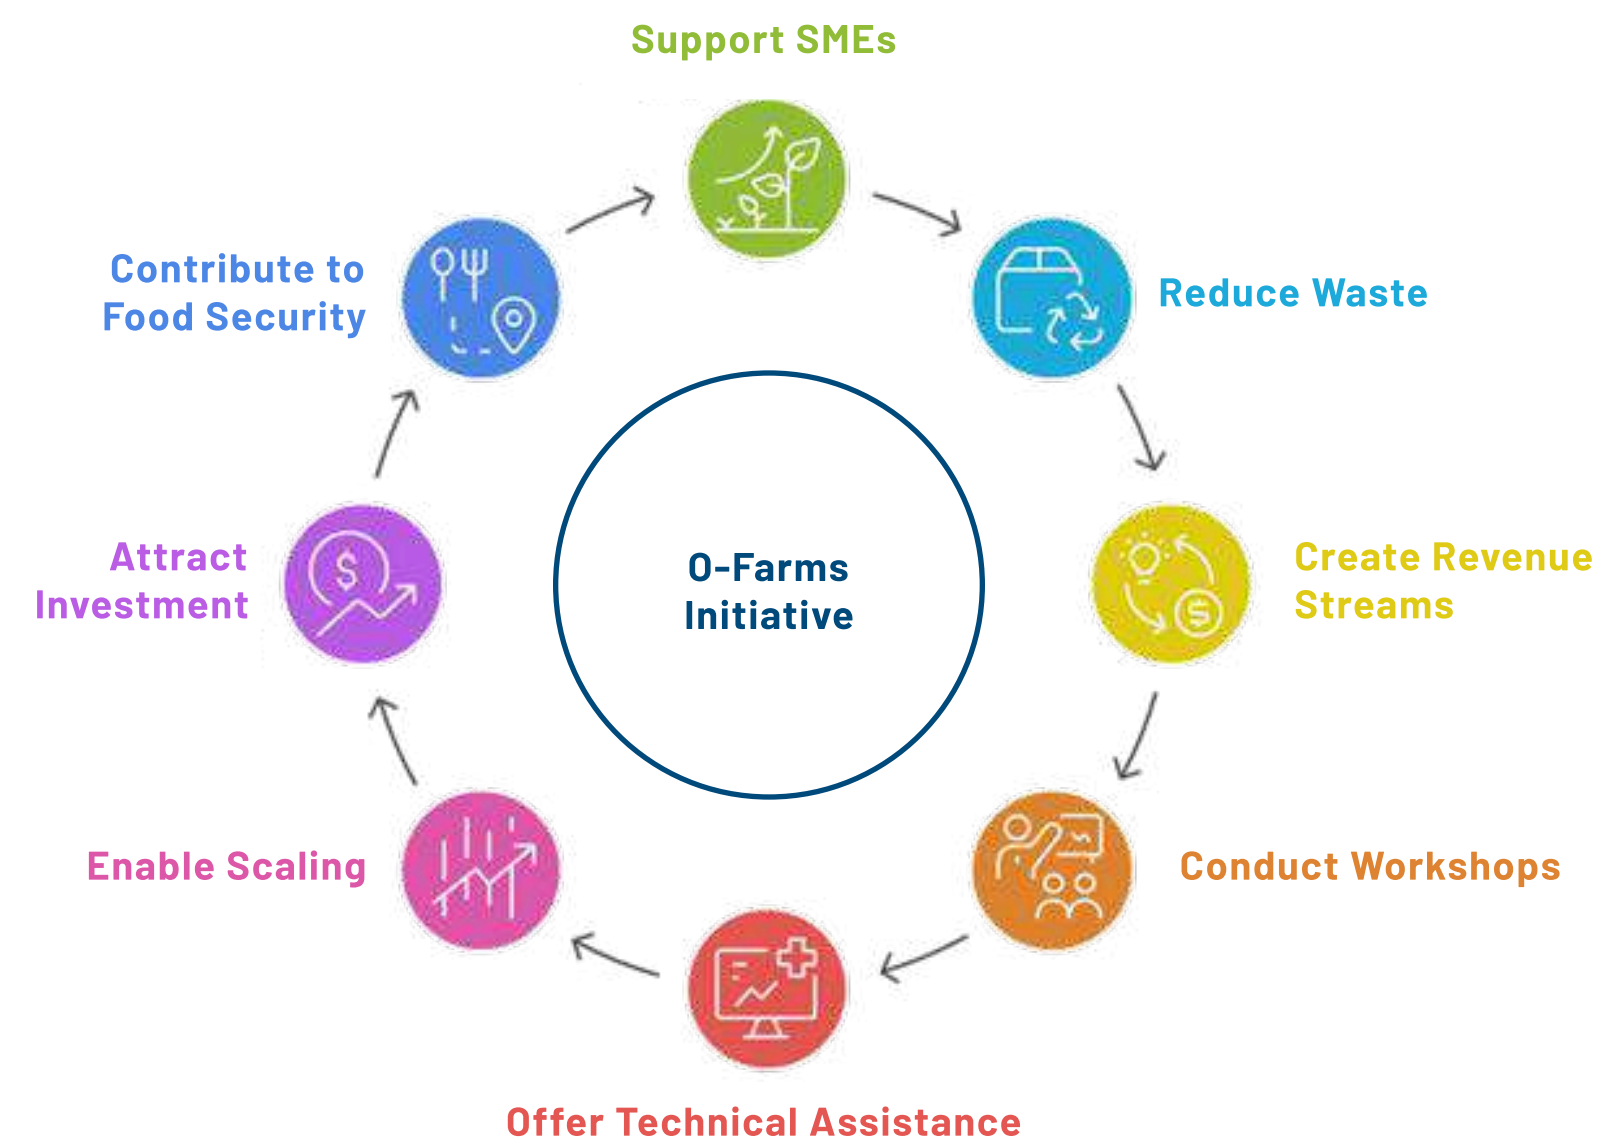 Support SMEs
Reduce Waste
Create Revenue
Streams
Conduct Workshops
Offer Technical Assistance
Enable Scaling
Attract
Investment
Contribute to
Food Security
O-Farms
Initiative